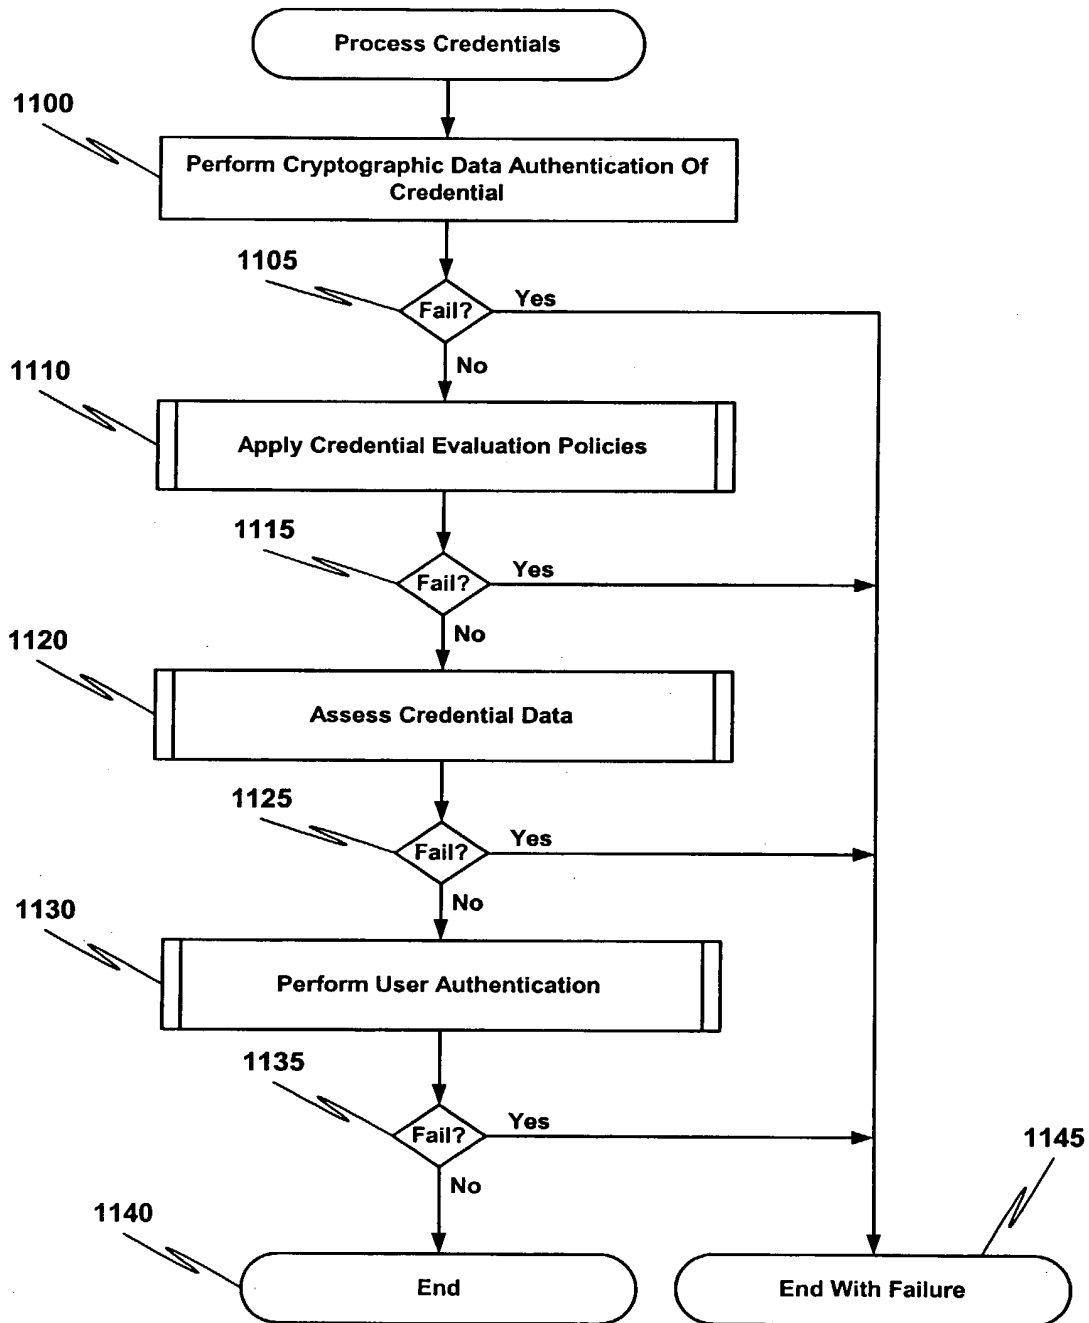 Process Credentials
1100
Perform Cryptographic Data Authentication Of
Credential
1105
Fail?
Yes
No
1110
Apply Credential Evaluation Policies
1115
Fail?
Yes
No
1120
Assess Credential Data
1125
Fail?
Yes
No
1130
Perform User Authentication
1135
Fail?
Yes
No
1145
1140
End
End With Failure